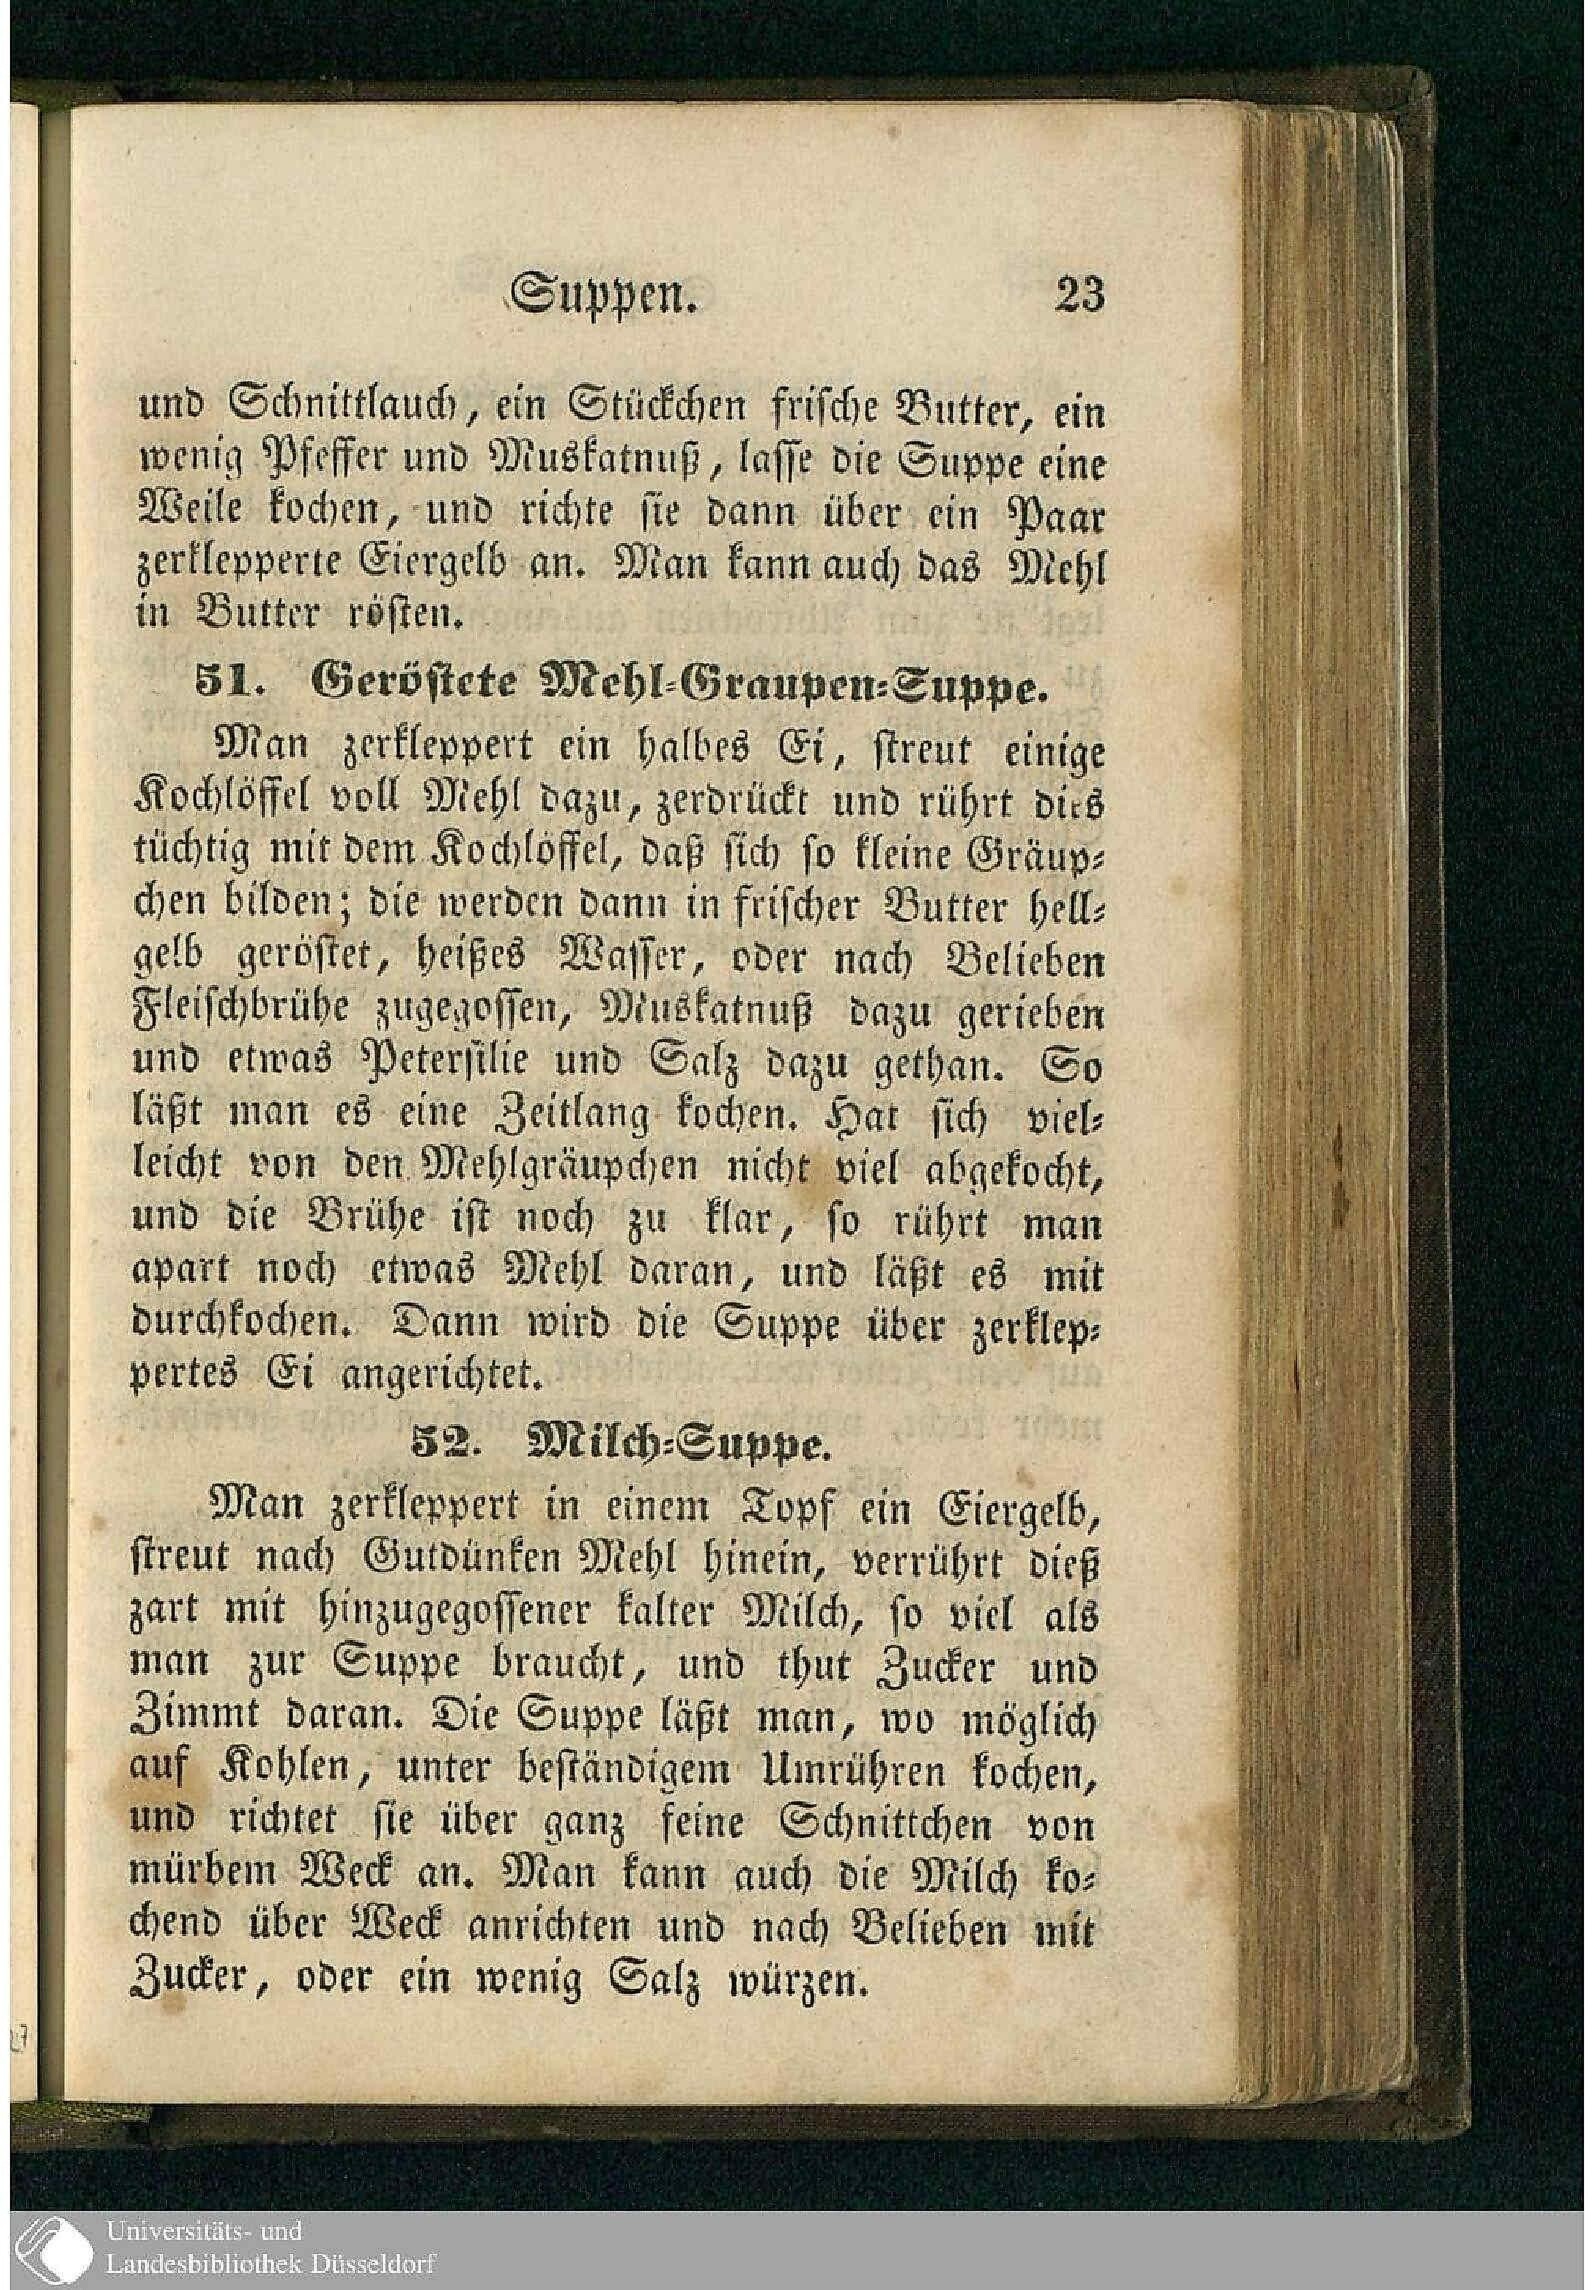 Suppen. 23
und Schnittlauch, ein Stückchen frische Butter, ein
wenig Pfeffer und Muskatnuß, lasse die Suppe eine
Weile kochen, und richte sie dann über ein Paar
zerklepperte Eiergelb an. Man kann auch das Mehl
in Butter rösten.
51. Geröstete Mehl-Graupen-Suppe.
Man zerkleppert ein halbes Ei, streut einige
Kochlöffel voll Mehl dazu, zerdrückt und rührt dies
tüchtig mit dem Kochlöffel, daß sich so kleine Gräup-
chen bilden; die werden dann in frischer Butter hell-
gelb geröstet, heißes Wasser, oder nach Belieben
Fleischbrühe zugegossen, Muskatnuß dazu gerieben
und etwas Petersilie und Salz dazu gethan. So
läßt man es eine Zeitlang kochen. Hat sich viel-
leicht von den Mehlgräupchen nicht viel abgekocht,
und die Brühe ist noch zu klar, so rührt man
apart noch etwas Mehl daran, und läßt es mit
durchkochen. Dann wird die Suppe über zerklep-
pertes Ei angerichtet.
52. Milch-Suppe.
Man zerkleppert in einem Topf ein Eiergelb,
streut nach Gutdünken Mehl hinein, verrührt dieß
zart mit hinzugegossener kalter Milch, so viel als
man zur Suppe braucht, und thut Zucker und
Zimmt daran. Die Suppe läßt man, wo möglich
auf Kohlen, unter beständigem Umrühren kochen,
und richtet sie über ganz feine Schnittchen von
mürbem Weck an. Man kann auch die Milch ko-
chend über Weck anrichten und nach Belieben mit
Zucker, oder ein wenig Salz würzen.
Universitäts- und
Landesbibliothek Düsseldorf